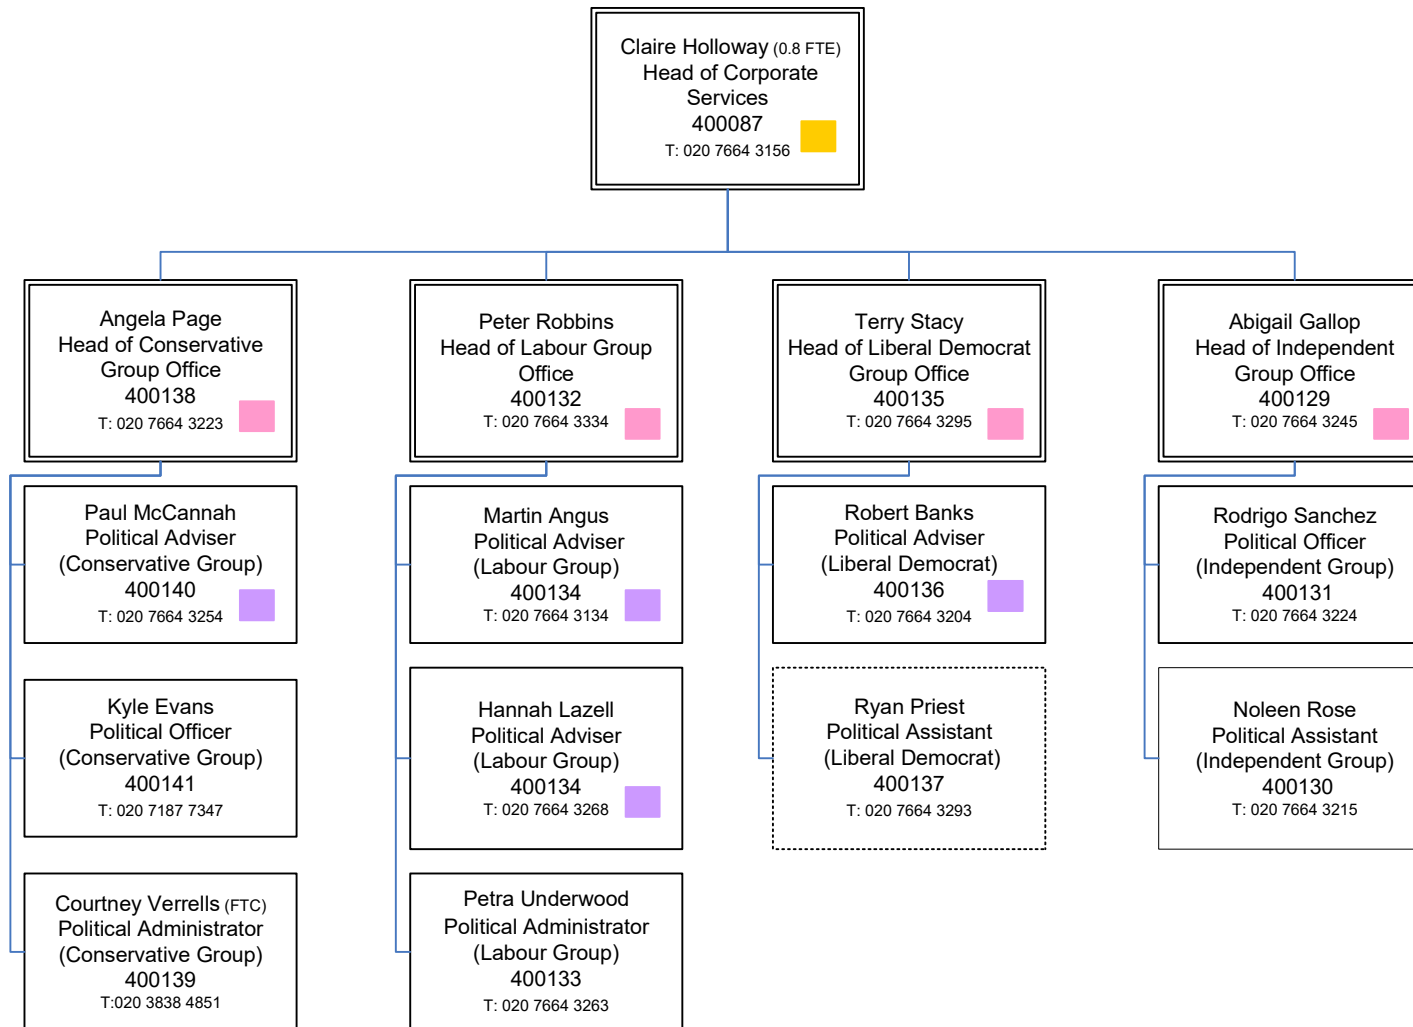 Claire Holloway (0.8 FTE)
Head of Corporate
Services
400087
T: 020 7664 3156
Angela Page
Head of Conservative
Group Office
400138
T: 020 7664 3223
Peter Robbins
Head of Labour Group
Office
400132
T: 020 7664 3334
Terry Stacy
Head of Liberal Democrat
Group Office
400135
T: 020 7664 3295
Abigail Gallop
Head of Independent
Group Office
400129
T: 020 7664 3245
Paul McCannah
Political Adviser
(Conservative Group)
400140
T: 020 7664 3254
Martin Angus
Political Adviser
(Labour Group)
400134
T: 020 7664 3134
Robert Banks
Political Adviser
(Liberal Democrat)
400136
T: 020 7664 3204
Rodrigo Sanchez
Political Officer
(Independent Group)
400131
T: 020 7664 3224
Kyle Evans
Political Officer
(Conservative Group)
400141
T: 020 7187 7347
Hannah Lazell
Political Adviser
(Labour Group)
400134
T: 020 7664 3268
Ryan Priest
Political Assistant
(Liberal Democrat)
400137
T: 020 7664 3293
Noleen Rose
Political Assistant
(Independent Group)
400130
T: 020 7664 3215
Courtney Verrells (FTC)
Political Administrator
(Conservative Group)
400139
T:020 3838 4851
Petra Underwood
Political Administrator
(Labour Group)
400133
T: 020 7664 3263